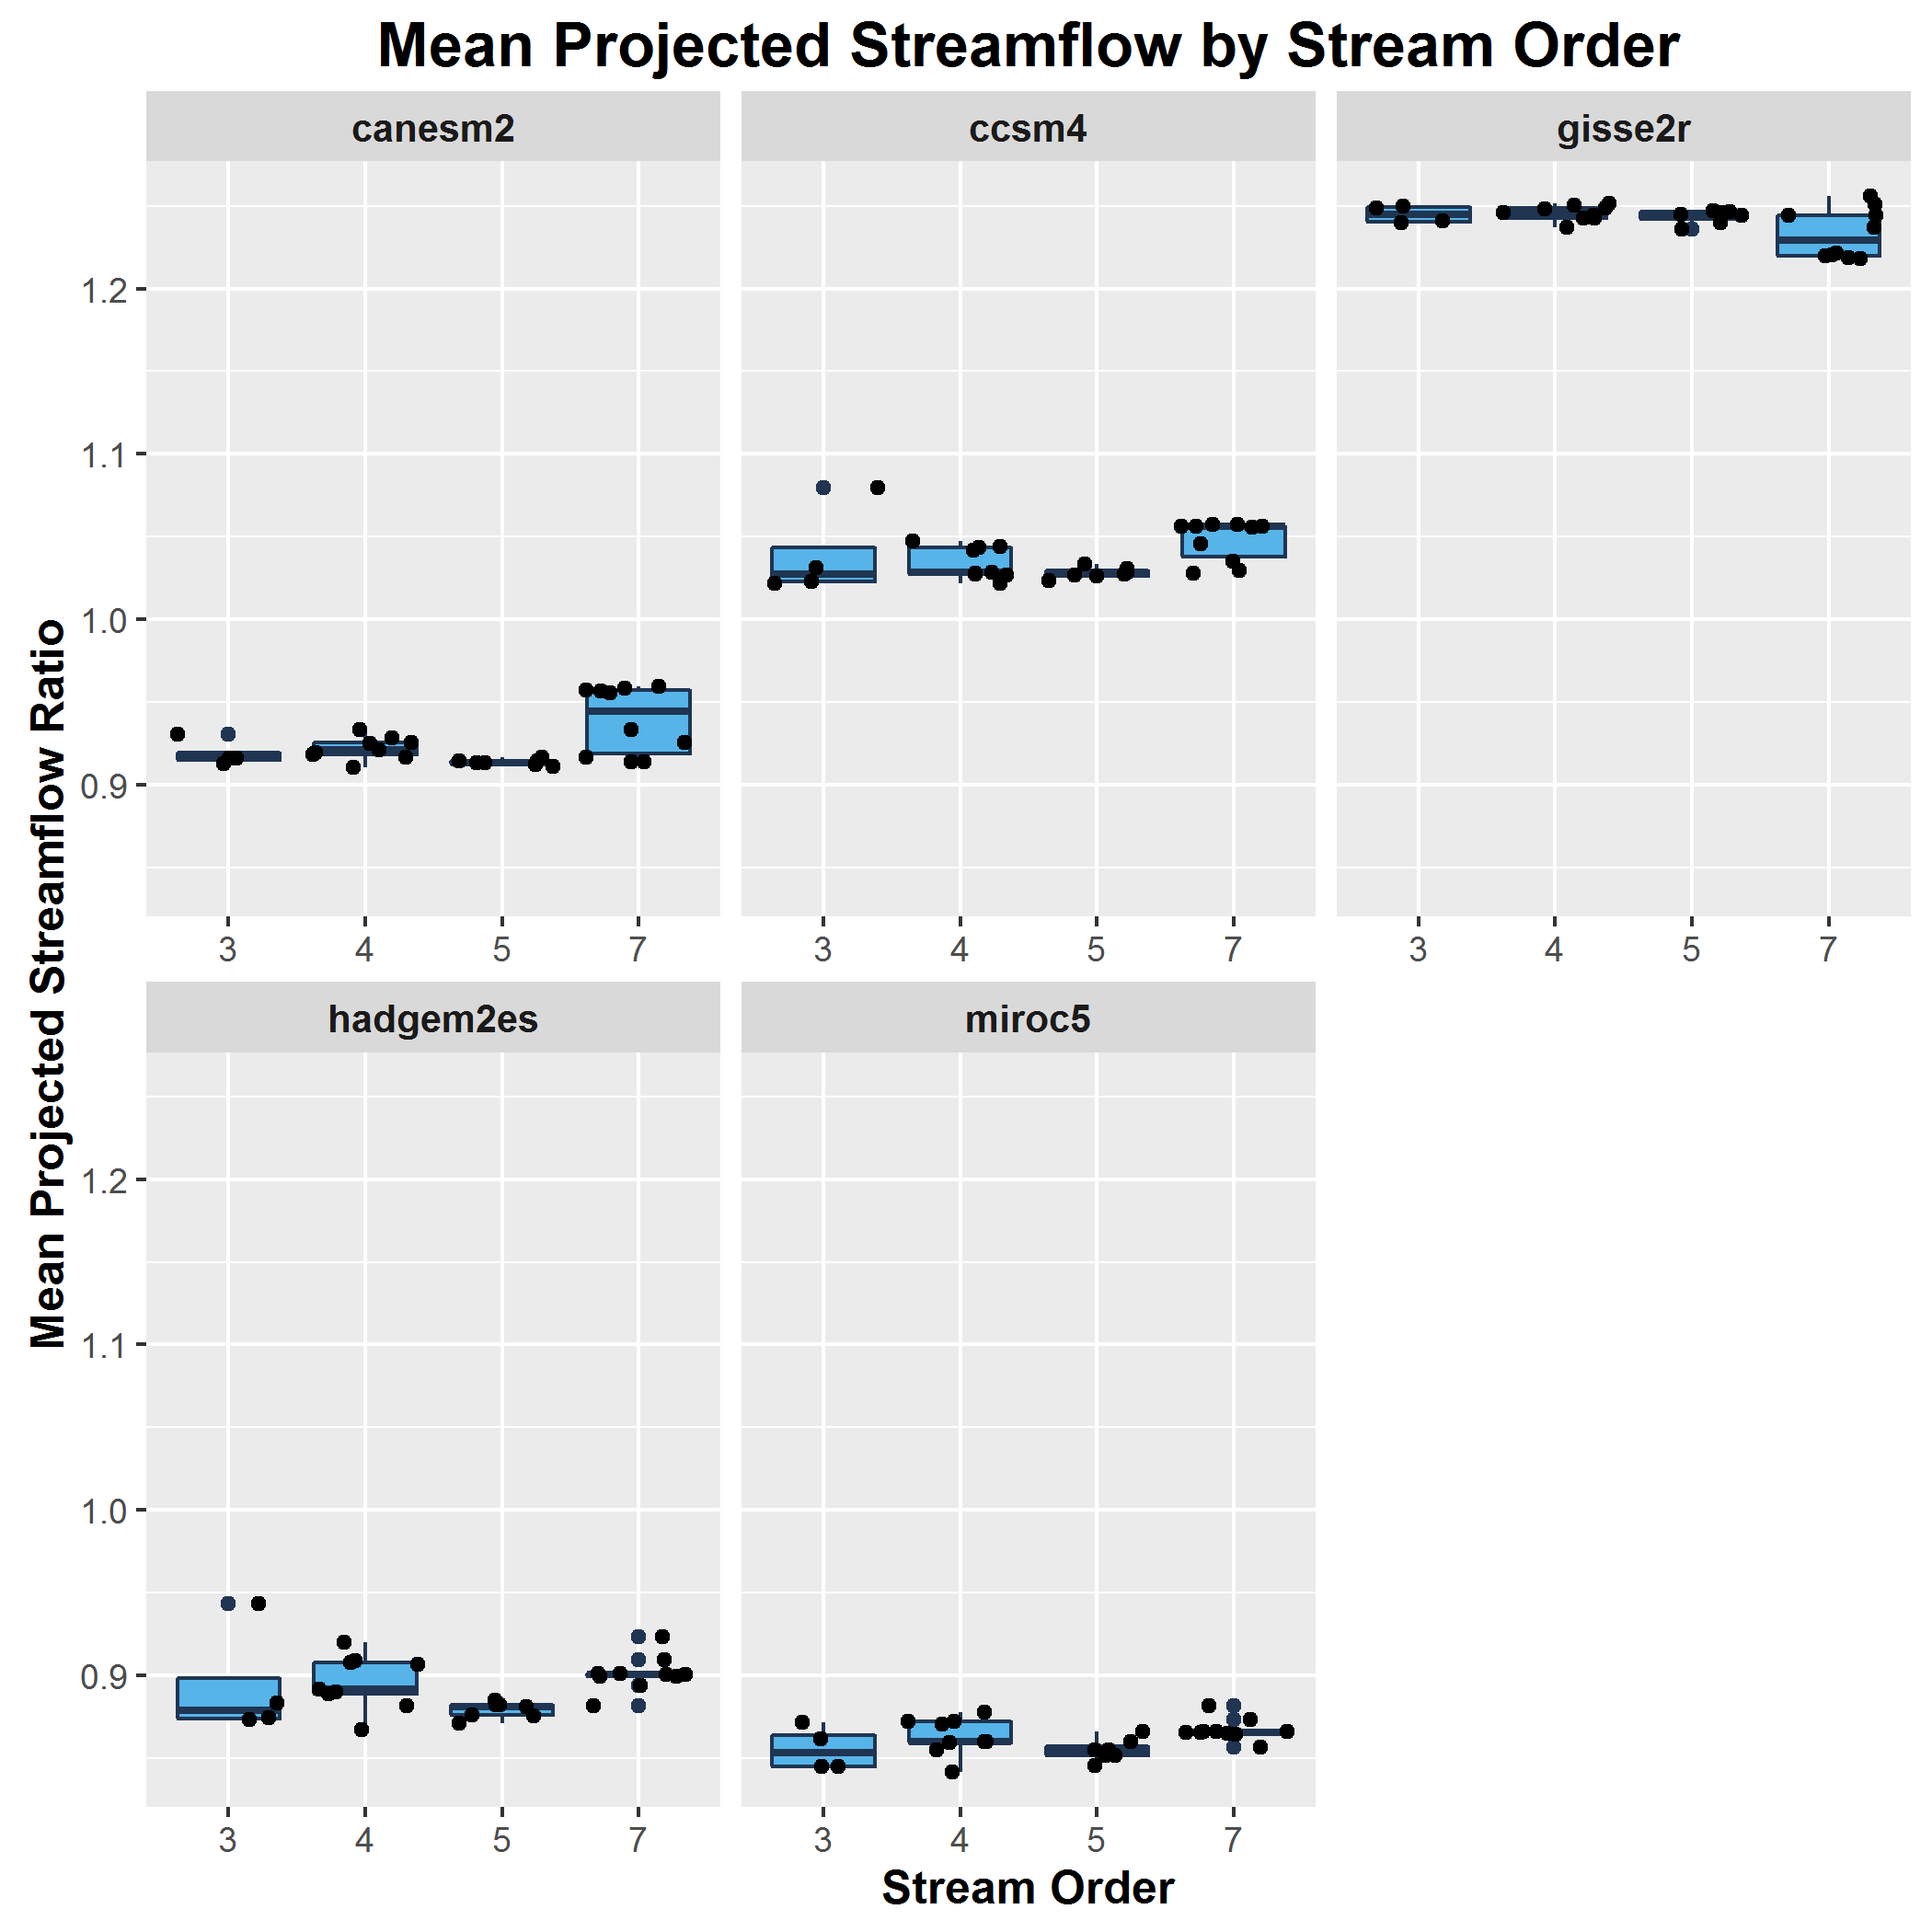 Mean Projected Streamflow by Stream Order
canesm2 ccsm4 gisse2r
1.2
1.1
1.0
0.9
3 4 5 7 3 4 5 7 3 4 5 7
Mean Projected Streamflow Ratio
hadgem2es miroc5
1.2
1.1
1.0
0.9
3 4 5 7 3 4 5 7
Stream Order